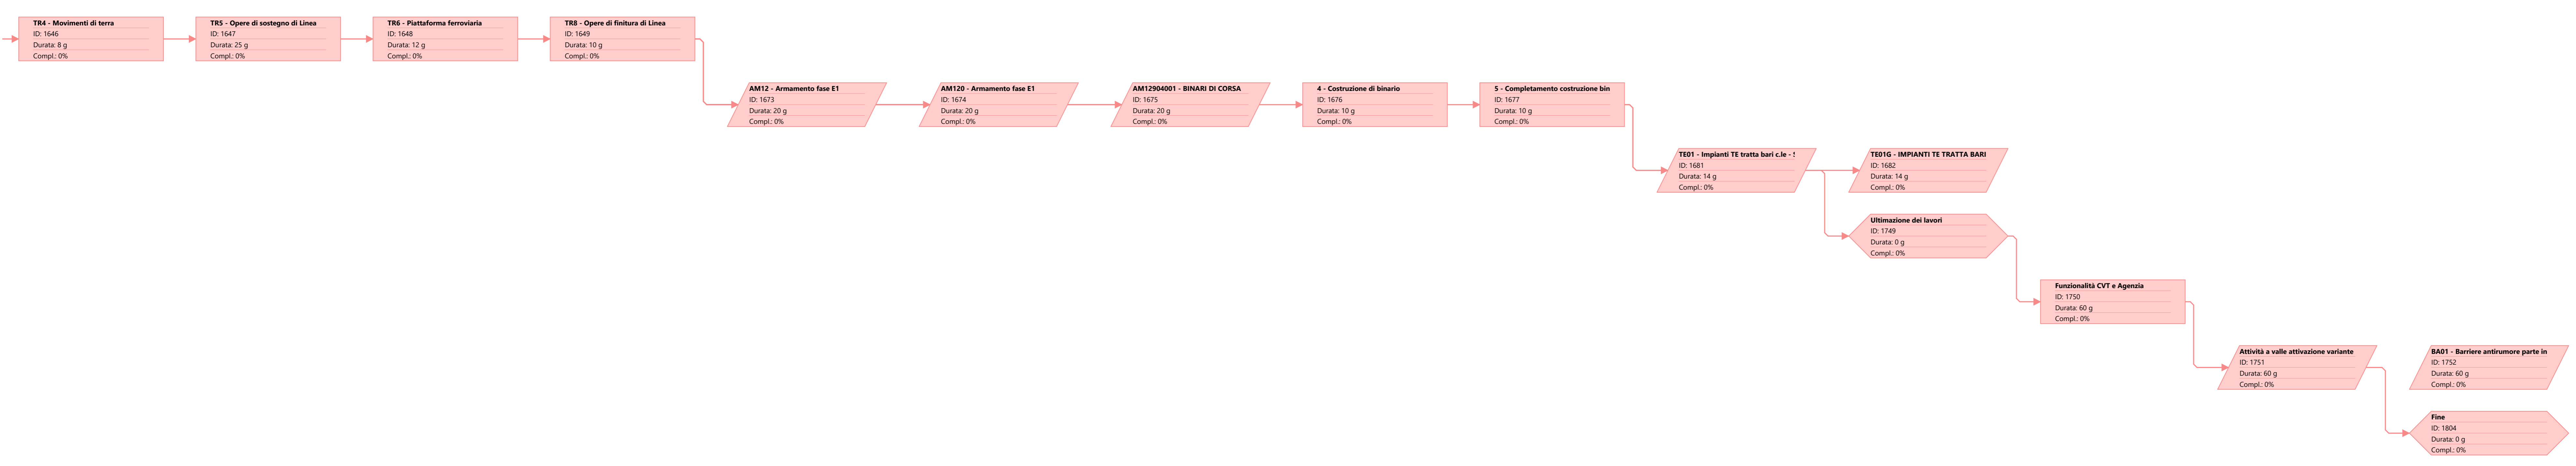 TR4 - Movimenti di terra
ID: 1646
Durata: 8 g
Compl.: 0%
TR5 - Opere di sostegno di Linea
ID: 1647
Durata: 25 g
Compl.: 0%
TR6 - Piattaforma ferroviaria
ID: 1648
Durata: 12 g
Compl.: 0%
TR8 - Opere di finitura di Linea
ID: 1649
Durata: 10 g
Compl.: 0%
AM12 - Armamento fase E1
ID: 1673
Durata: 20 g
Compl.: 0%
AM120 - Armamento fase E1
ID: 1674
Durata: 20 g
Compl.: 0%
AM12904001 - BINARI DI CORSA
ID: 1675
Durata: 20 g
Compl.: 0%
4 - Costruzione di binario
ID: 1676
Durata: 10 g
Compl.: 0%
5 - Completamento costruzione bin
ID: 1677
Durata: 10 g
Compl.: 0%
TE01 - Impianti TE tratta bari c.le -
ID: 1681
Durata: 14 g
Compl.: 0%
TE01G - IMPIANTI TE TRATTA BARI
ID: 1682
Durata: 14 g
Compl.: 0%
Ultimazione dei lavori
ID: 1749
Durata: 0 g
Compl.: 0%
Funzionalità CVT e Agenzia
ID: 1750
Durata: 60 g
Compl.: 0%
Attività a valle attivazione variante
ID: 1751
Durata: 60 g
Compl.: 0%
BA01 - Barriere antirumore parte in
ID: 1752
Durata: 60 g
Compl.: 0%
Fine
ID: 1804
Durata: 0 g
Compl.: 0%